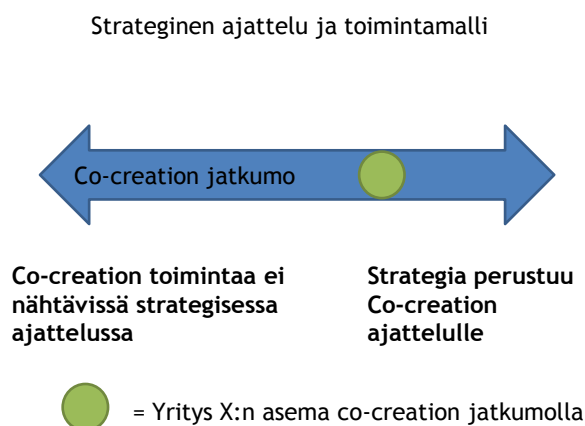 Strateginen ajattelu ja toimintamalli
Co-creation jatkumo
Co-creation toimintaa ei
nähtävissä strategisessa
ajattelussa
Strategia perustuu
Co-creation
ajattelulle
= Yritys X:n asema co-creation jatkumolla